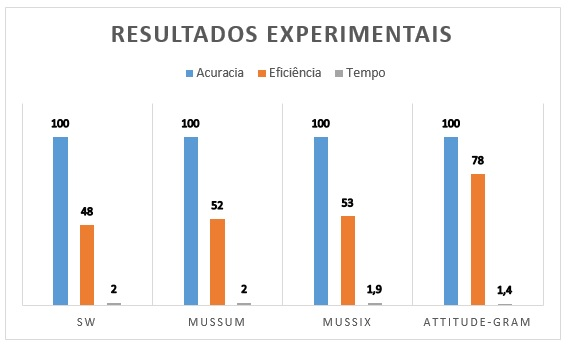 RESULTADOS EXPERIMENTAIS
Acuracia Eficiência Tempo
100 48 2 100 52 2 100 53 1,9 100 78 1,4
SW MUSSUM MUSSIX ATTITUDE-GRAM